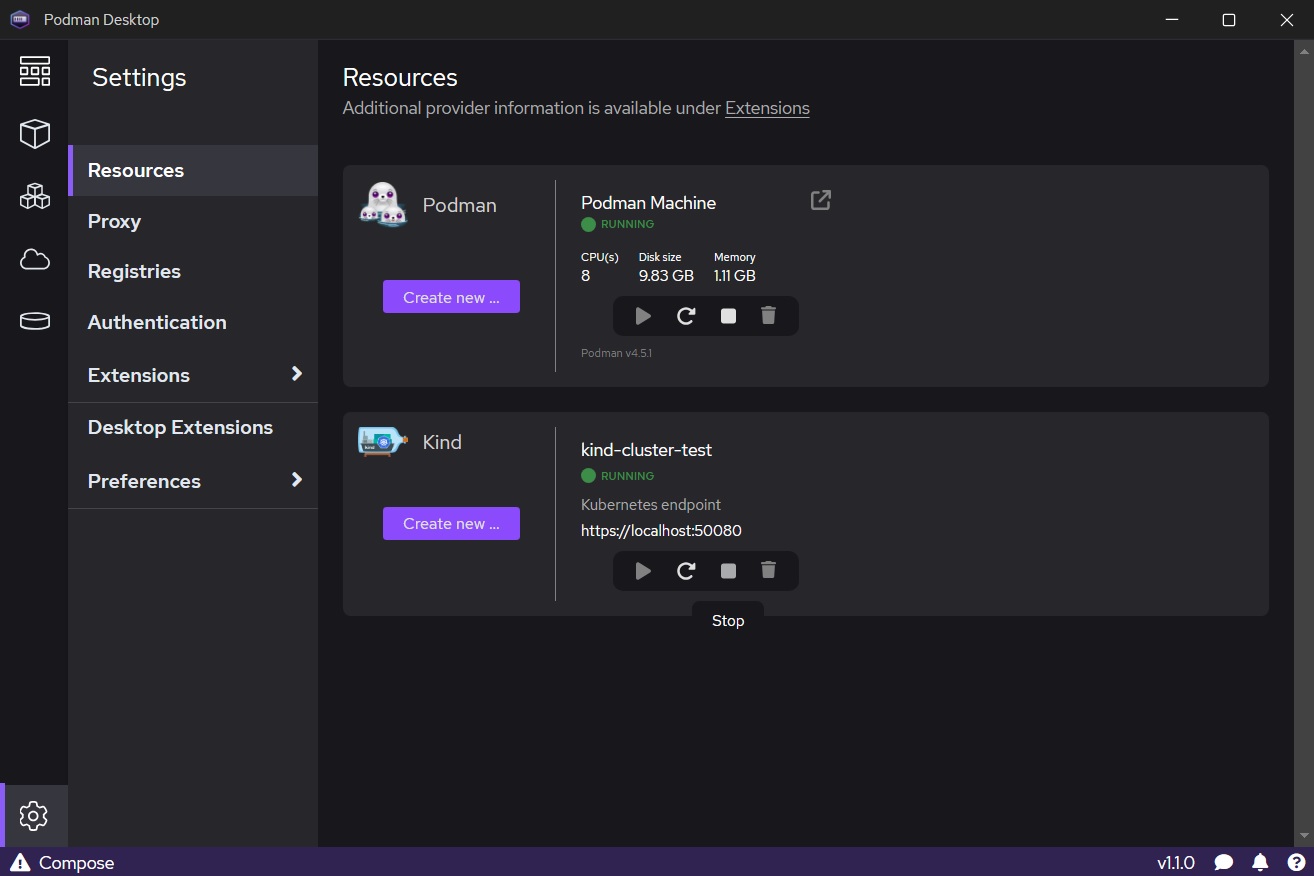 Podman Desktop
Settings
Resources
Proxy
Registries
Authentication
Extensions
Desktop Extensions
Preferences
Resources
Additional provider information is available under Extensions
Podman
Create new ...
Podman Machine
RUNNING
CPU(s) Disk size Memory
8 9.83 GB 1.11 GB
Podman v4.5.1
Kind
Create new ...
kind-cluster-test
RUNNING
Kubernetes endpoint
https://localhost:50080
Stop
Compose
v1.1.0